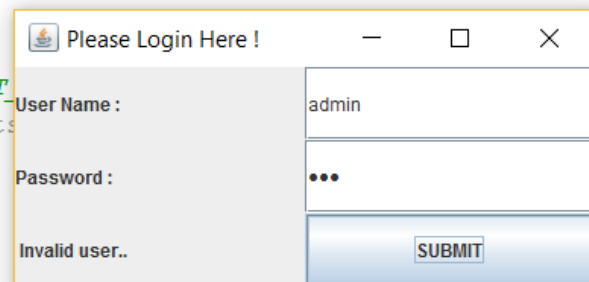 Please Login Here !
User Name :
admin
Password :
•••
Invalid user..
SUBMIT